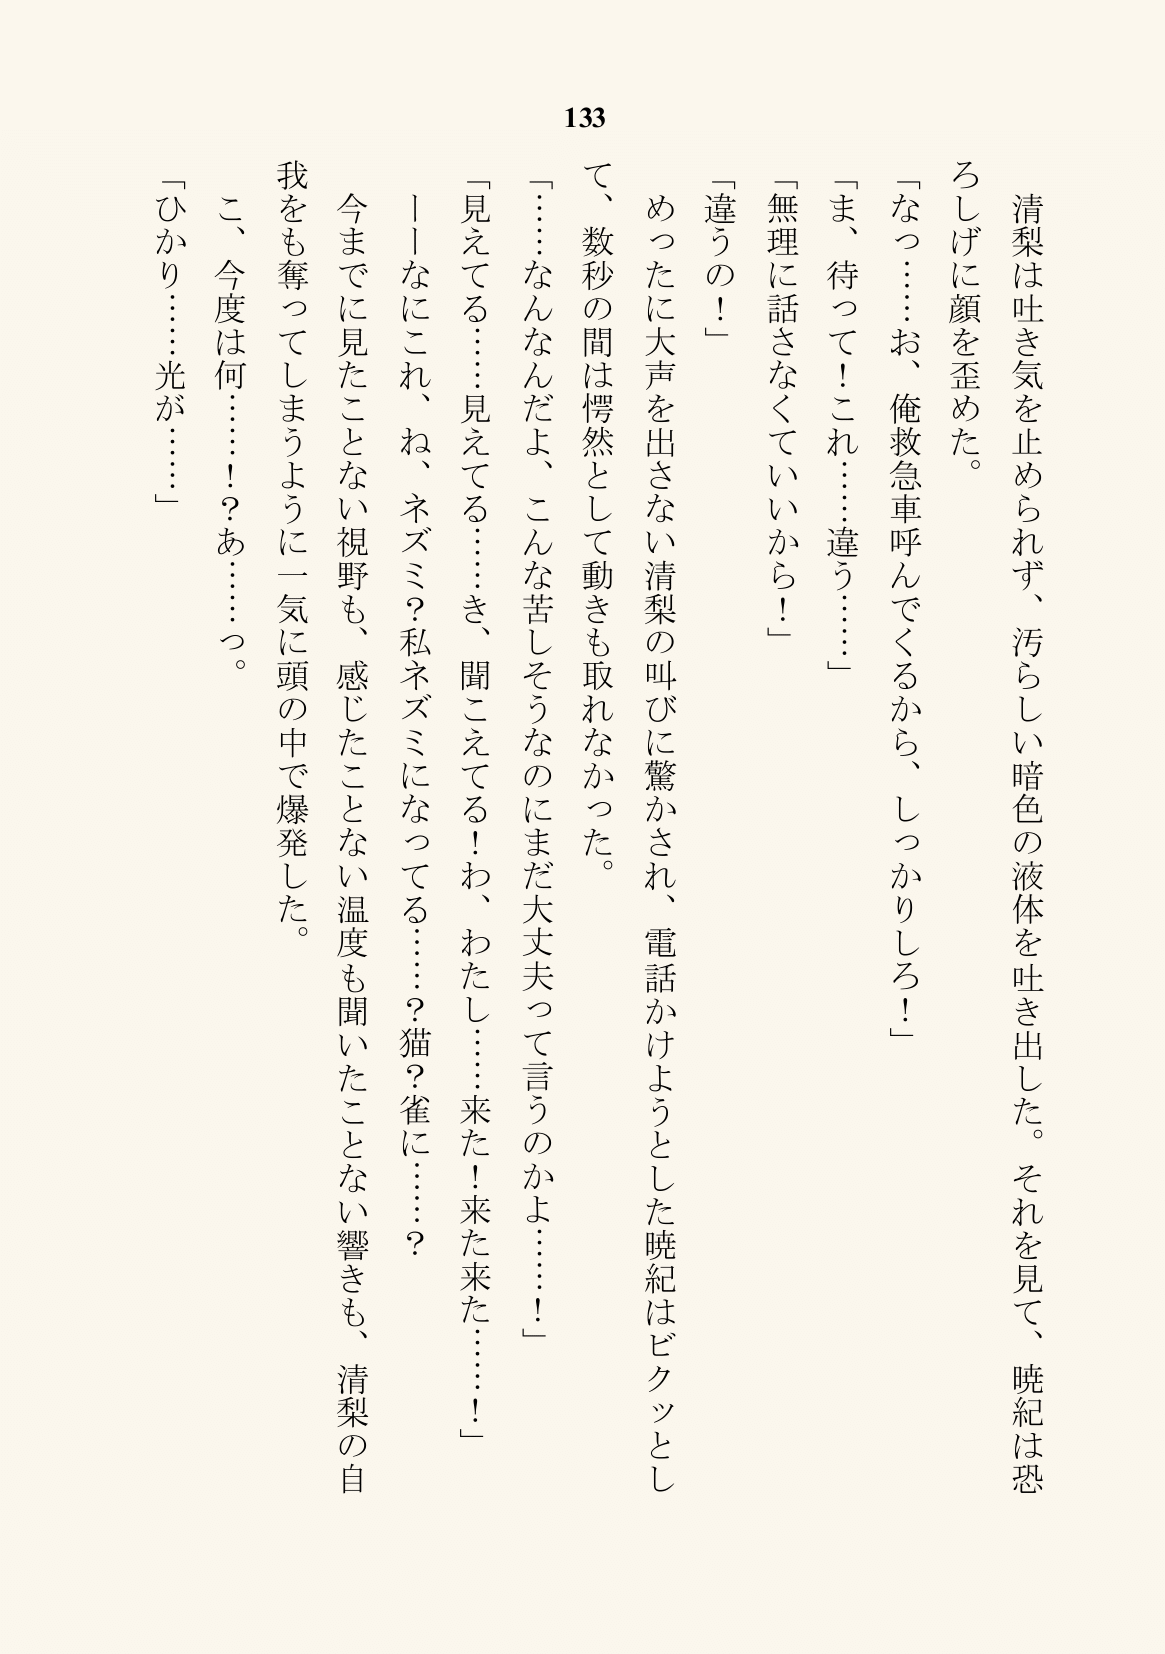 133
　清梨は吐き気を止められず、汚らしい暗色の液体を吐き出した。それを見て、暁紀は恐
ろしげに顔を歪めた。
「なっ……お、俺救急車呼んでくるから、しっかりしろ！」
「ま、待って！これ……違う……」
「無理に話さなくていいから！」
「違うの！」
　めったに大声を出さない清梨の叫びに驚かされ、電話かけようとした暁紀はビクッとし
て、数秒の間は愕然として動きも取れなかった。
「……なんなんだよ、こんな苦しそうなのにまだ大丈夫って言うのかよ……！」
「見えてる……見えてる……き、聞こえてる！わ、わたし……来た！来た来た……！」
　ーーなにこれ、ね、ネズミ？私ネズミになってる……？猫？雀に……？
　今までに見たことない視野も、感じたことない温度も聞いたことない響きも、清梨の自
我をも奪ってしまうように一気に頭の中で爆発した。
　こ、今度は何……！？あ……っ。
「ひかり……光が……」